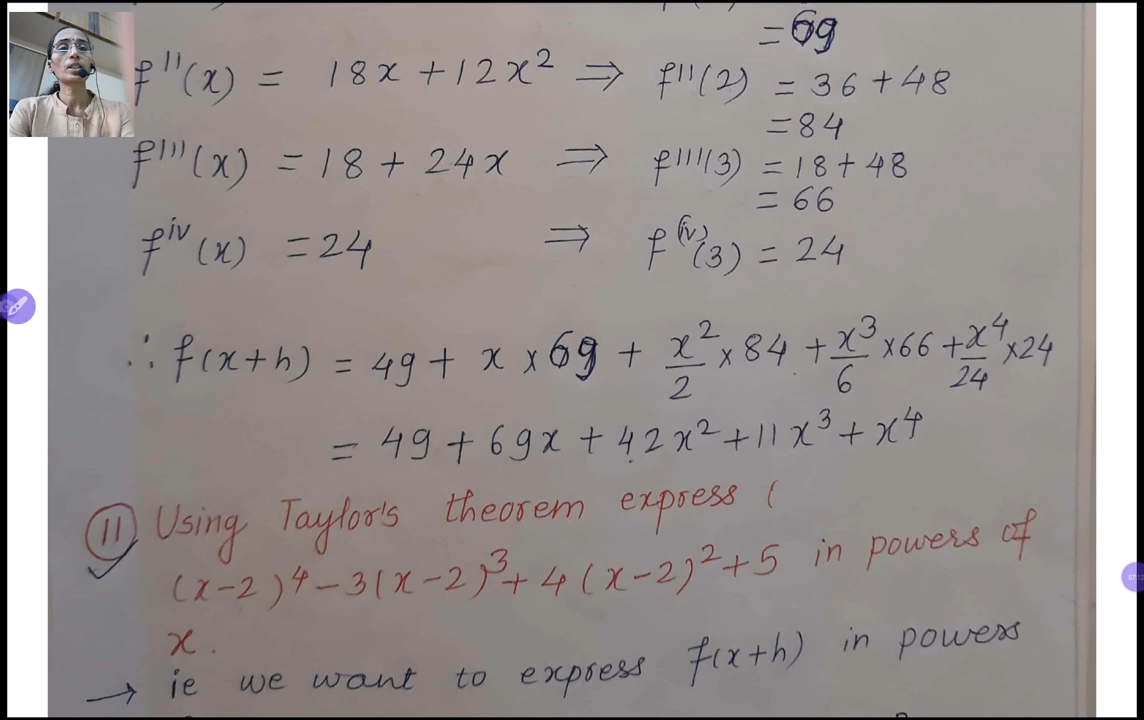 = 69
f''(x) = 18x + 12x² ⇒ f''(2) = 36 + 48
= 84
f'''(x) = 18 + 24x ⇒ f'''(3) = 18 + 48
= 66
f^iv(x) = 24 ⇒ f^(iv)(3) = 24
∴ f(x+h) = 49 + x × 69 + x²/2 × 84 + x³/6 × 66 + x⁴/24 × 24
= 49 + 69x + 42x² + 11x³ + x⁴
(11) Using Taylor's theorem express (
(x-2)⁴ - 3(x-2)³ + 4(x-2)² + 5 in powers of
x.
→ ie we want to express f(x+h) in powers